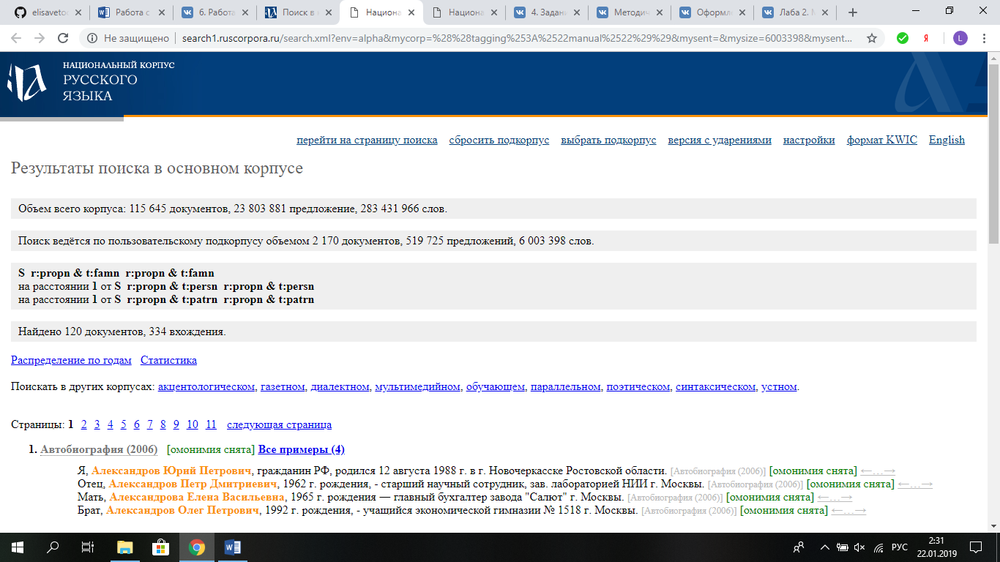 elisavetoc
Работа с
6. Работа
Поиск в
Национа
Национа
4. Задан
Методич
Оформл
Лаба 2.
Не защищено
search1.ruscorpora.ru/search.xml?env=alpha&mycorp=%28%28tagging%253A%2522manual%2522%29%29&mysent=&mysize=6003398&mysent...
Я
L
НАЦИОНАЛЬНЫЙ КОРПУС
РУССКОГО
ЯЗЫКА
перейти на страницу поиска сбросить подкорпус выбрать подкорпус версия с ударениями настройки формат KWIC English
Результаты поиска в основном корпусе
Объем всего корпуса: 115 645 документов, 23 803 881 предложение, 283 431 966 слов.
Поиск ведётся по пользовательскому подкорпусу объемом 2 170 документов, 519 725 предложений, 6 003 398 слов.
S r:propn & t:famn r:propn & t:famn
на расстоянии 1 от S r:propn & t:persn r:propn & t:persn
на расстоянии 1 от S r:propn & t:patrn r:propn & t:patrn
Найдено 120 документов, 334 вхождения.
Распределение по годам Статистика
Поискать в других корпусах: акцентологическом, газетном, диалектном, мультимедийном, обучающем, параллельном, поэтическом, синтаксическом, устном.
Страницы: 1 2 3 4 5 6 7 8 9 10 11 следующая страница
1. Автобиография (2006) [омонимия снята] Все примеры (4)
Я, Александров Юрий Петрович, гражданин РФ, родился 12 августа 1988 г. в г. Новочеркасске Ростовской области. [Автобиография (2006)] [омонимия снята] ←…→
Отец, Александров Петр Дмитриевич, 1962 г. рождения, - старший научный сотрудник, зав. лабораторией НИИ г. Москвы. [Автобиография (2006)] [омонимия снята] ←…→
Мать, Александрова Елена Васильевна, 1965 г. рождения — главный бухгалтер завода "Салют" г. Москвы. [Автобиография (2006)] [омонимия снята] ←…→
Брат, Александров Олег Петрович, 1992 г. рождения, - учащийся экономической гимназии № 1518 г. Москвы. [Автобиография (2006)] [омонимия снята] ←…→
РУС
2:31
22.01.2019